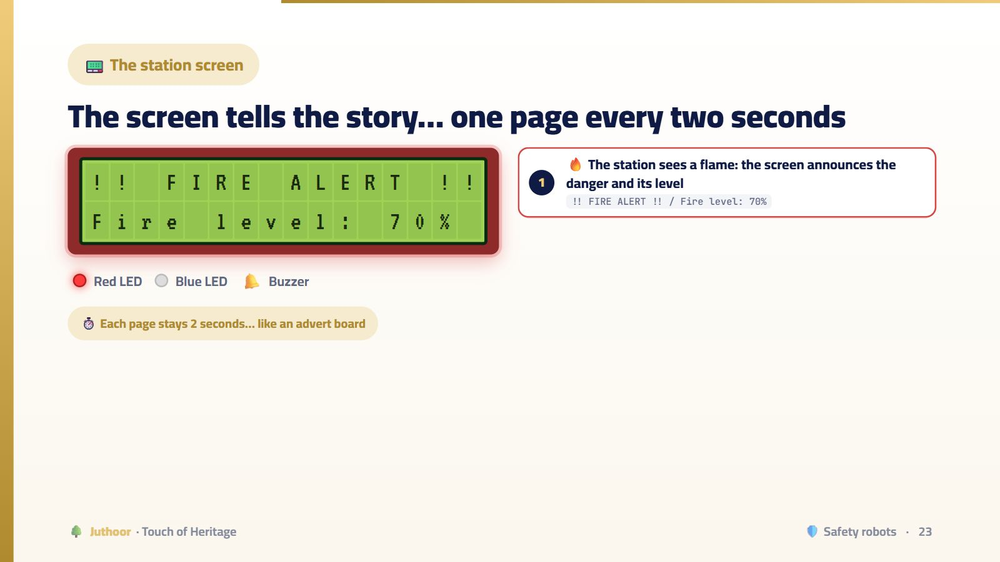 The station screen
The screen tells the story... one page every two seconds
!! FIRE ALERT !!
Fire level: 70%
Red LED
Blue LED
Buzzer
Each page stays 2 seconds... like an advert board
1
The station sees a flame: the screen announces the
danger and its level
!! FIRE ALERT !! / Fire level: 70%
Juthoor · Touch of Heritage
Safety robots · 23